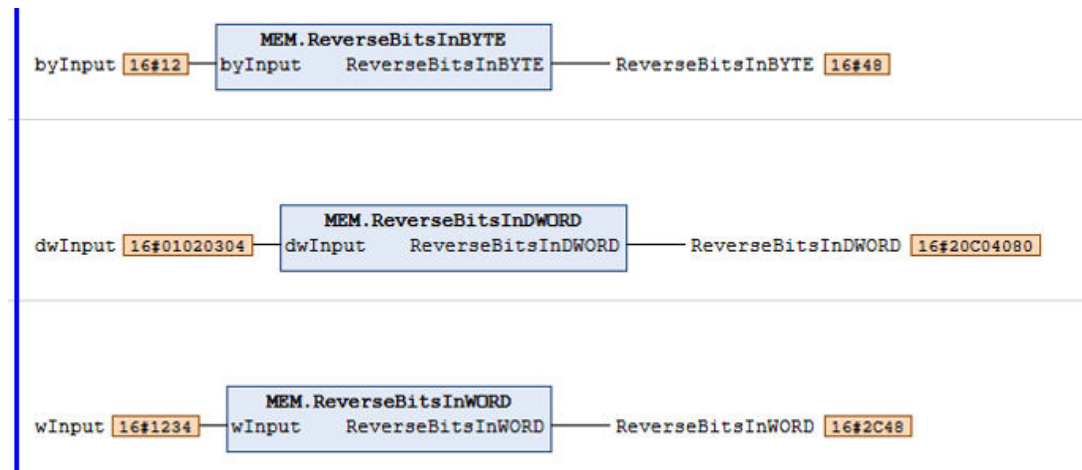 MEM.ReverseBitsInBYTE
byInput 16#12 byInput ReverseBitsInBYTE ReverseBitsInBYTE 16#48
MEM.ReverseBitsInDWORD
dwInput 16#01020304 dwInput ReverseBitsInDWORD ReverseBitsInDWORD 16#20C04080
MEM.ReverseBitsInWORD
wInput 16#1234 wInput ReverseBitsInWORD ReverseBitsInWORD 16#2C48